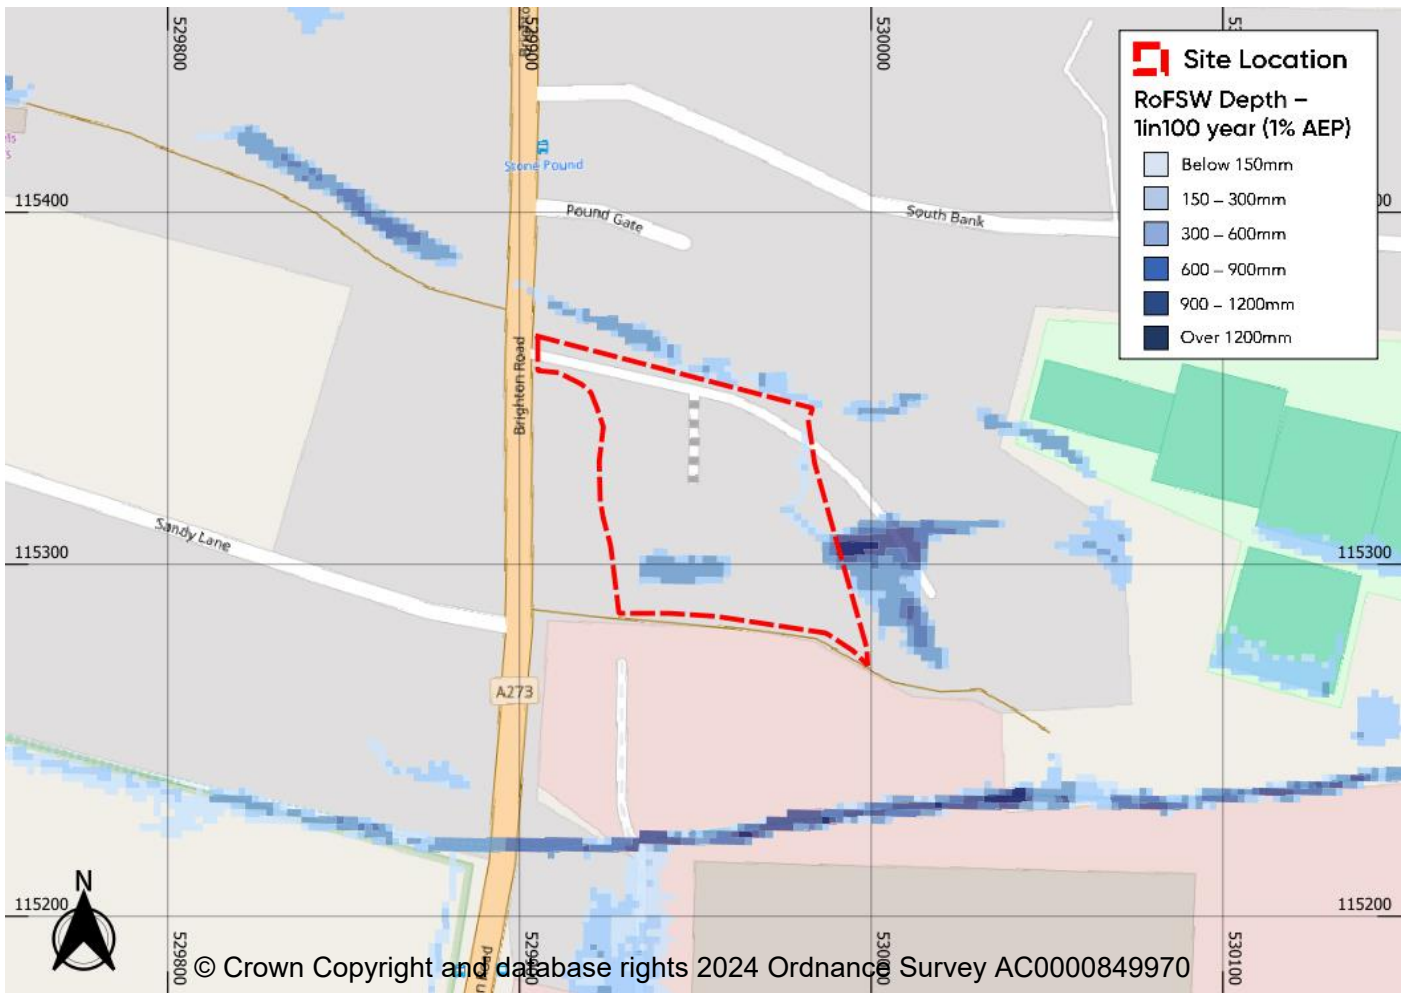 529800
529900
530000
Site Location
RoFSW Depth –
1in100 year (1% AEP)
Below 150mm
150 – 300mm
300 – 600mm
600 – 900mm
900 – 1200mm
Over 1200mm
Stone Pound
115400
Pound Gate
South Bank
00
Brighton Road
Sandy Lane
115300
115300
A273
115200
115200
N
529800
530000
530100
© Crown Copyright and database rights 2024 Ordnance Survey AC0000849970